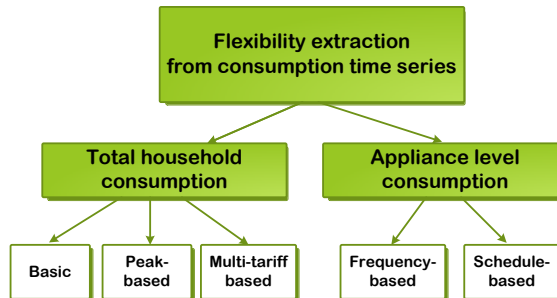 Flexibility extraction
from consumption time series
Total household
consumption
Appliance level
consumption
Basic
Peak-
based
Multi-tariff
based
Frequency-
based
Schedule-
based